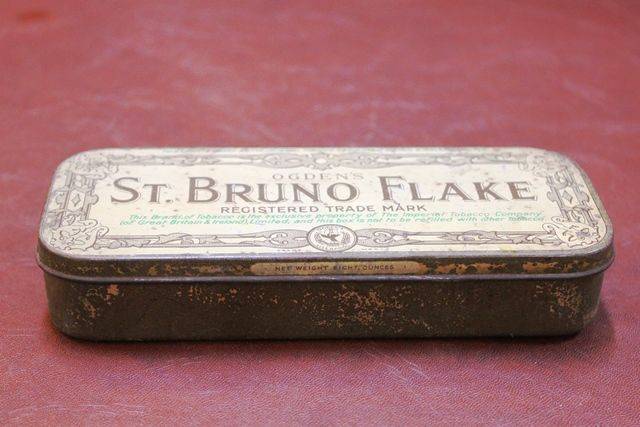 OGDEN'S
ST. BRUNO FLAKE
REGISTERED TRADE MARK
This Brand of Tobacco is the exclusive property of The Imperial Tobacco Company
(of Great Britain & Ireland), Limited, and this box is not to be refilled with other Tobacco
NET WEIGHT EIGHT OUNCES